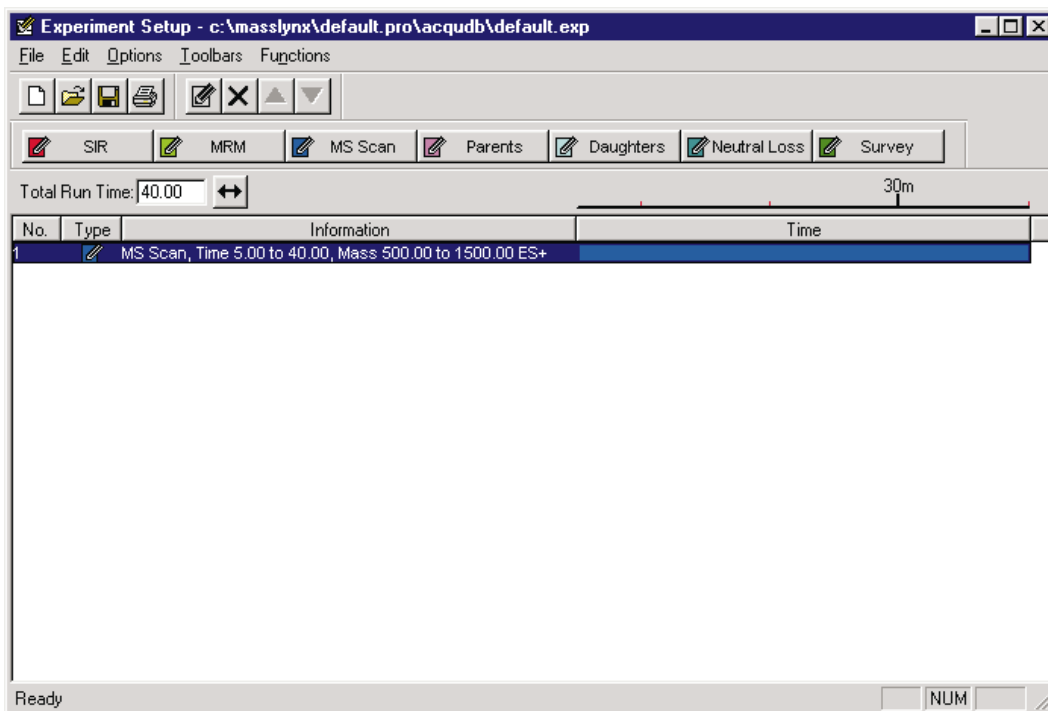 Experiment Setup - c:\masslynx\default.pro\acqudb\default.exp
File Edit Options Toolbars Functions
SIR MRM MS Scan Parents Daughters Neutral Loss Survey
Total Run Time: 40.00 30m
No. Type Information Time
1 MS Scan, Time 5.00 to 40.00, Mass 500.00 to 1500.00 ES+
Ready NUM